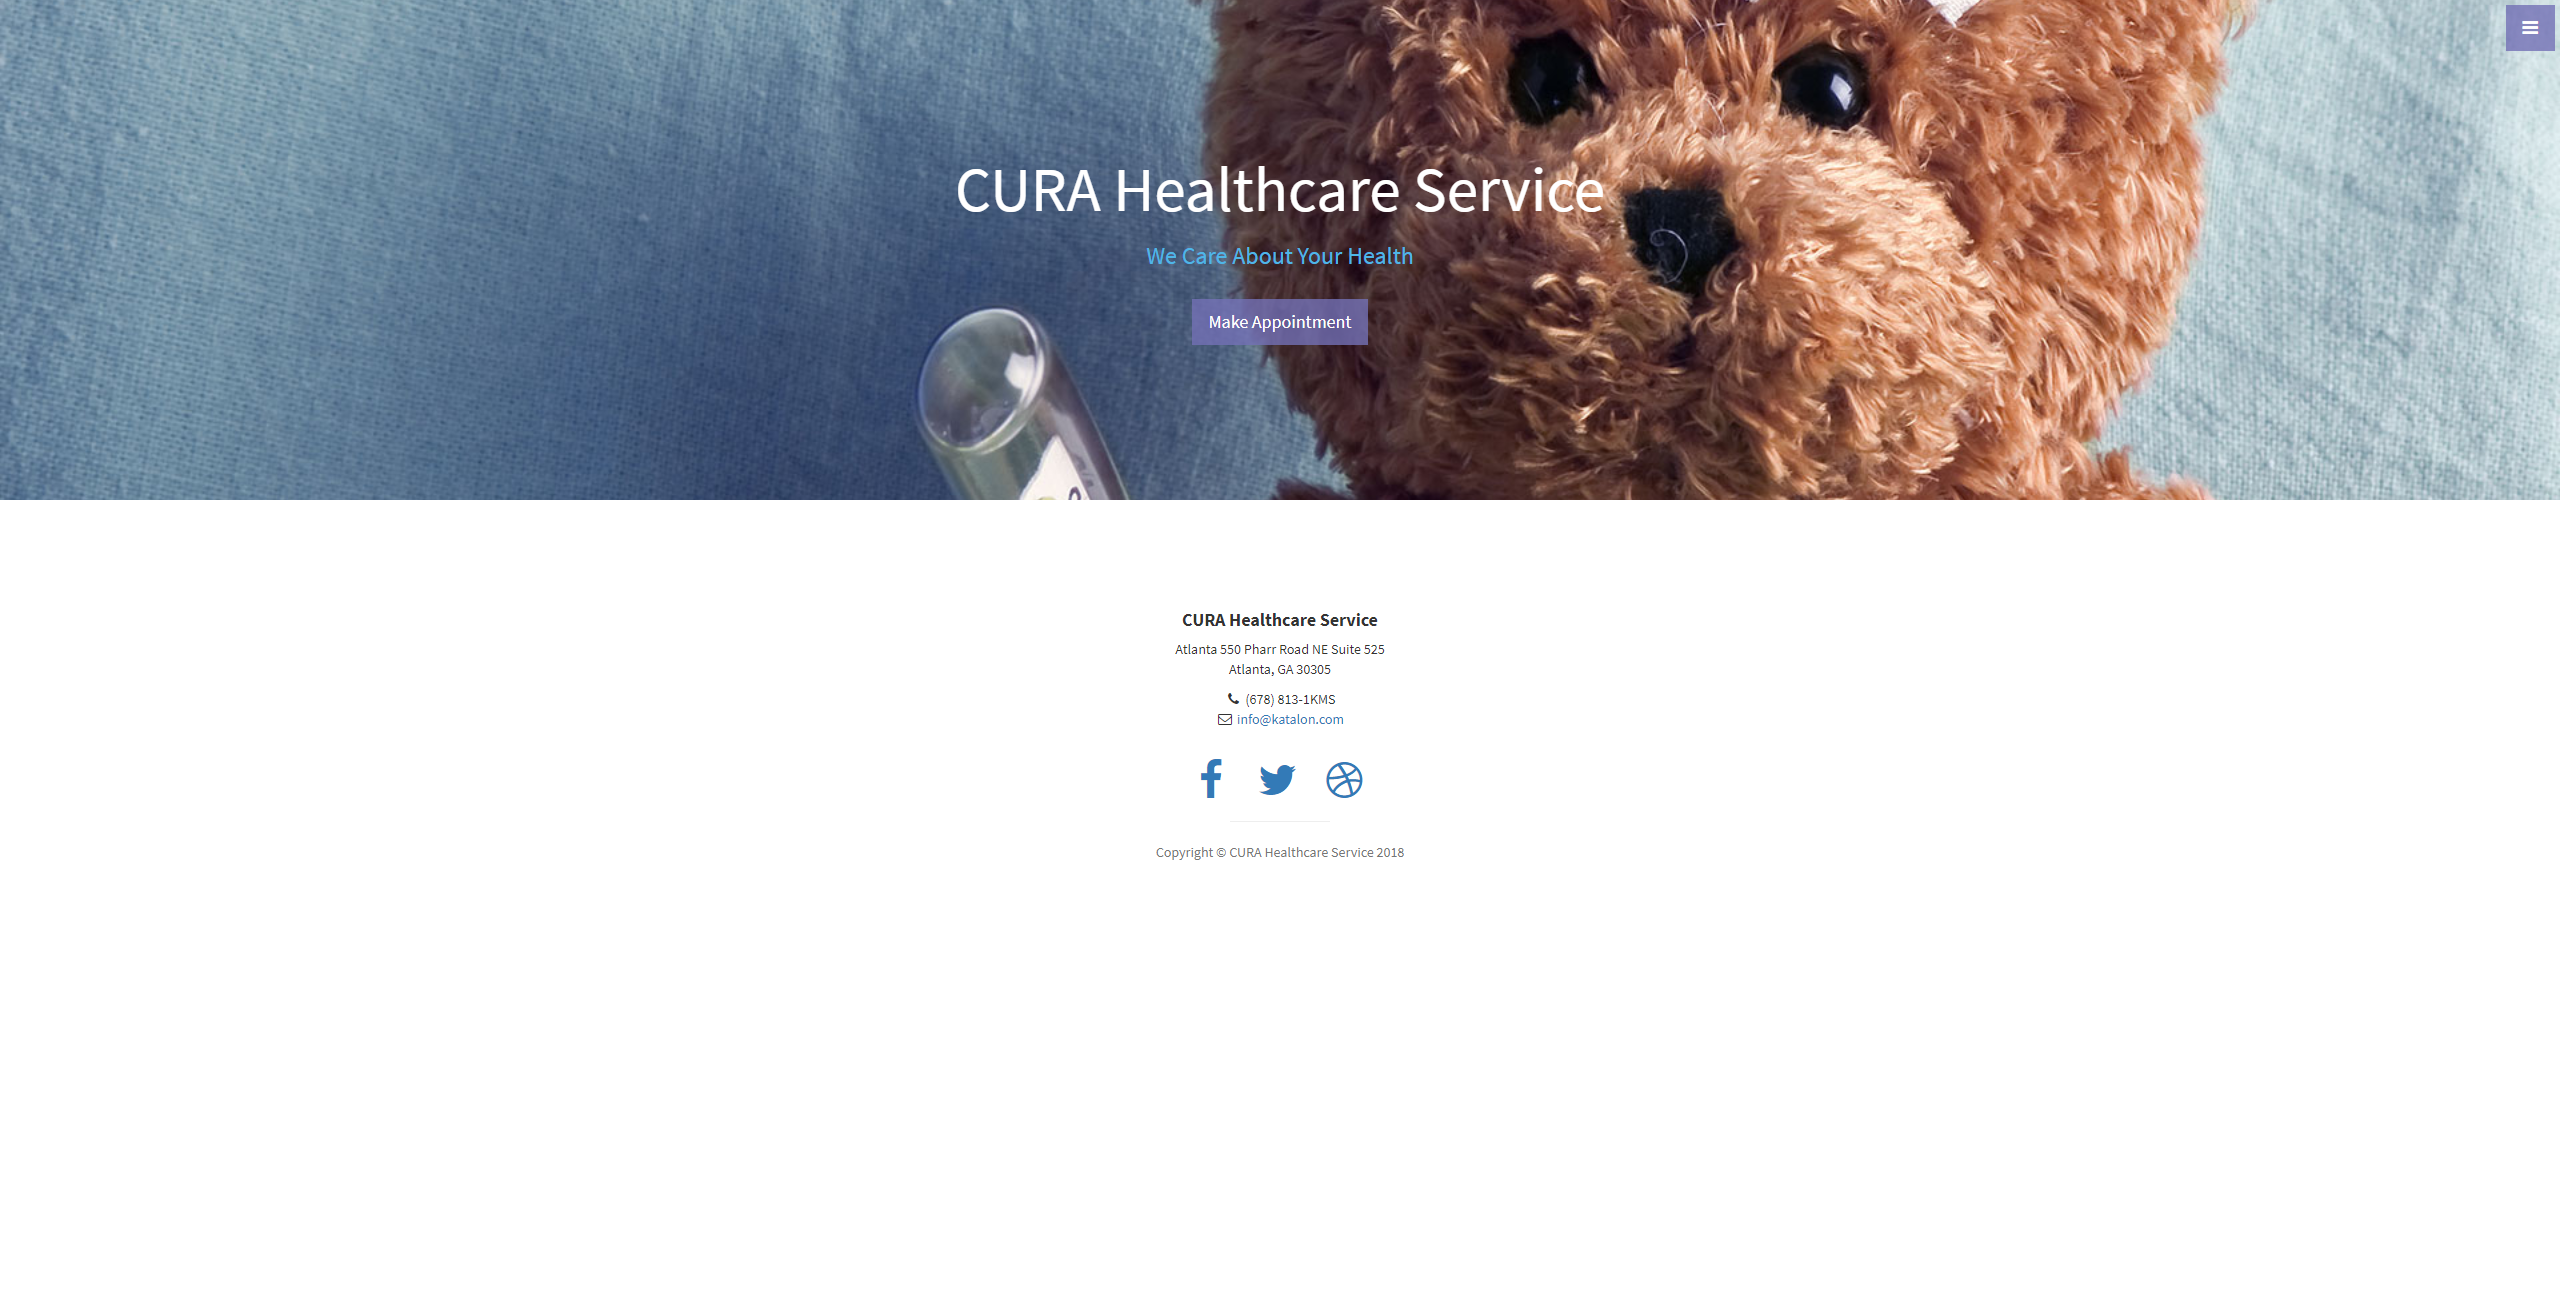 CURA Healthcare Service
We Care About Your Health
Make Appointment
CURA Healthcare Service
Atlanta 550 Pharr Road NE Suite 525
Atlanta, GA 30305
(678) 813-1KMS
info@katalon.com
Copyright © CURA Healthcare Service 2018